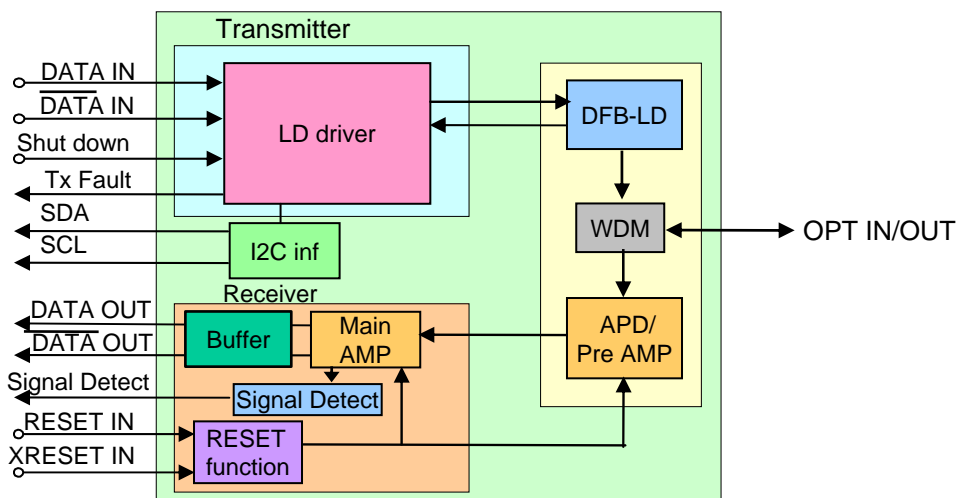 Transmitter
DATA IN
DATA IN
Shut down
Tx Fault
SDA
SCL
LD driver
I2C inf
DFB-LD
WDM
OPT IN/OUT
APD/
Pre AMP
Receiver
DATA OUT
DATA OUT
Signal Detect
RESET IN
XRESET IN
Buffer
Main
AMP
Signal Detect
RESET
function